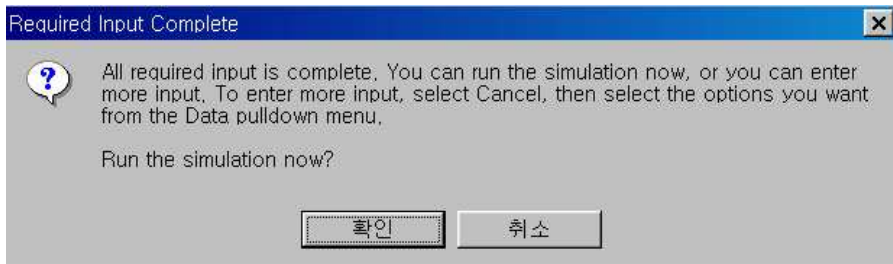 Required Input Complete
All required input is complete, You can run the simulation now, or you can enter
more input, To enter more input, select Cancel, then select the options you want
from the Data pulldown menu,
Run the simulation now?
확인
취소